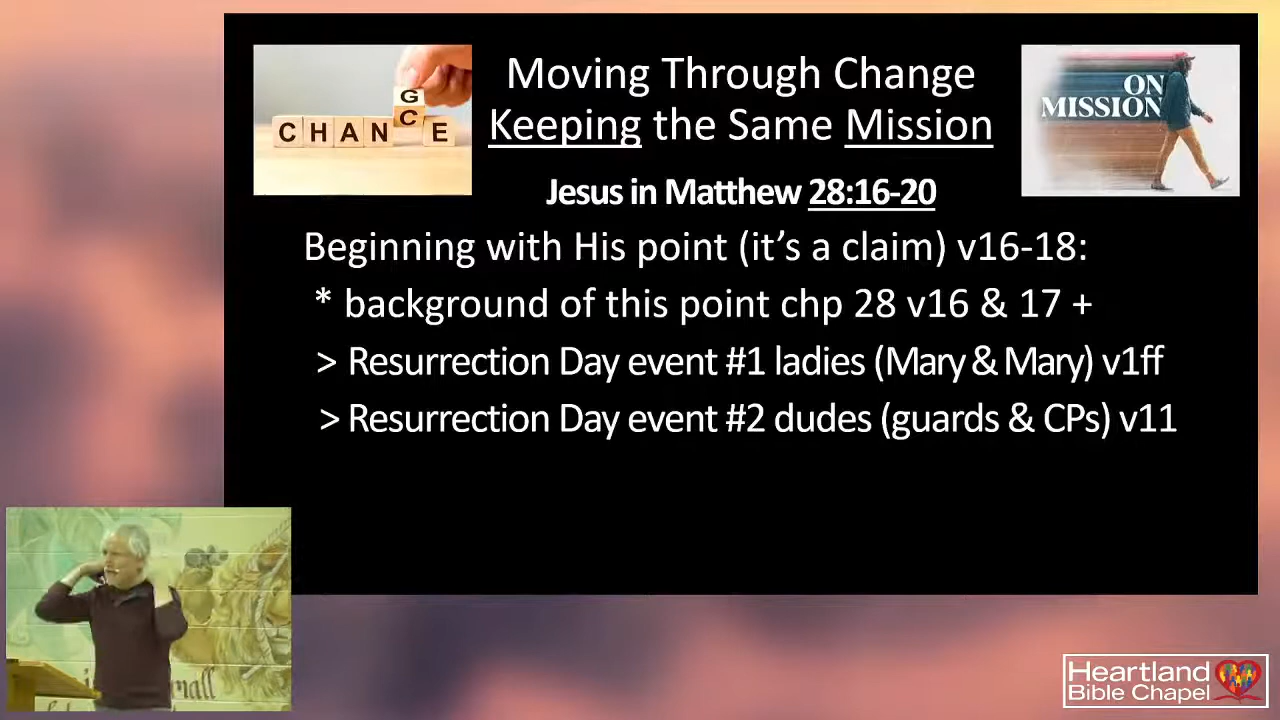 Moving Through Change
Keeping the Same Mission
CHAN G C E
ON
MISSION
Jesus in Matthew 28:16-20
Beginning with His point (it's a claim) v16-18:
* background of this point chp 28 v16 & 17 +
> Resurrection Day event #1 ladies (Mary & Mary) v1ff
> Resurrection Day event #2 dudes (guards & CPs) v11
Heartland
Bible Chapel